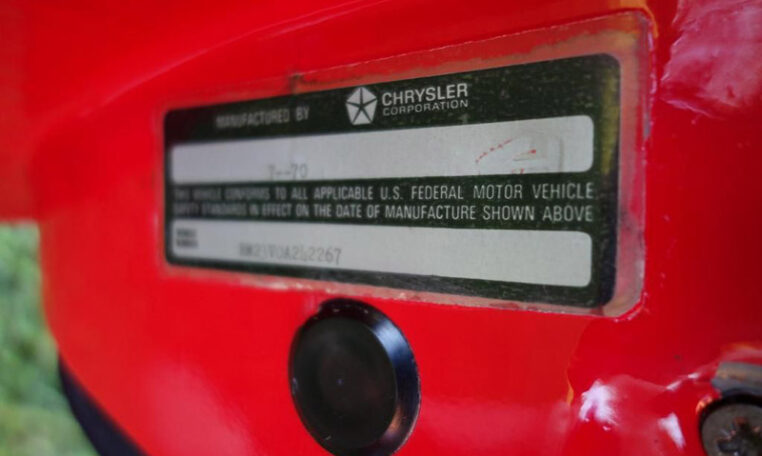 MANUFACTURED BY CHRYSLER CORPORATION
7--70
THIS VEHICLE CONFORMS TO ALL APPLICABLE U.S. FEDERAL MOTOR VEHICLE
SAFETY STANDARDS IN EFFECT ON THE DATE OF MANUFACTURE SHOWN ABOVE